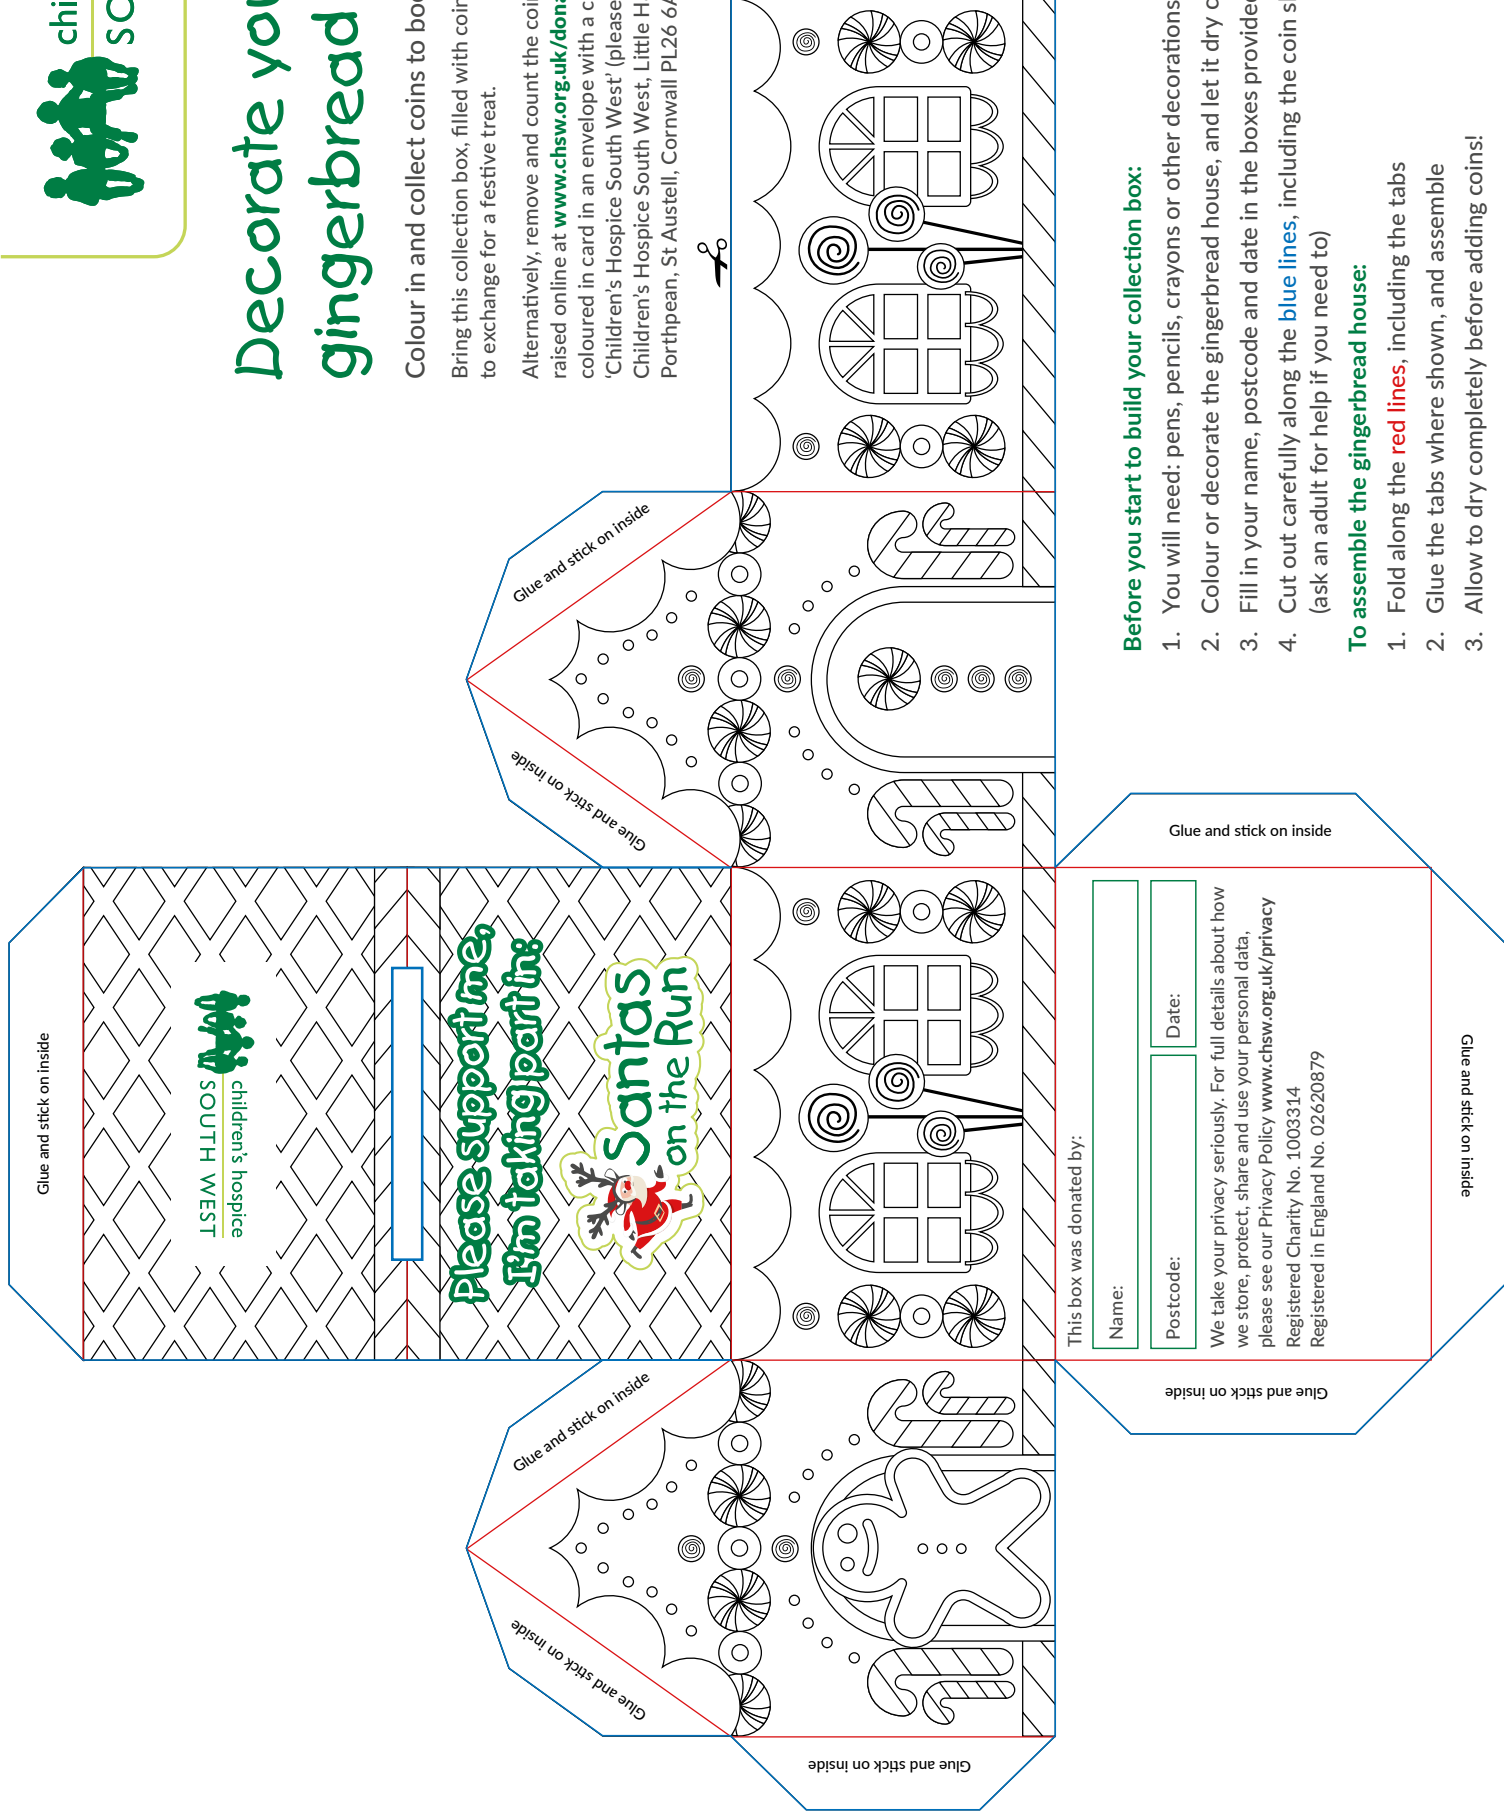 chi
SO
Decorate you
gingerbread
Colour in and collect coins to boo
Bring this collection box, filled with coin
to exchange for a festive treat.
Alternatively, remove and count the coi
raised online at www.chsw.org.uk/dona
coloured in card in an envelope with a c
‘Children’s Hospice South West’ (please
Children’s Hospice South West, Little H
Porthpean, St Austell, Cornwall PL26 6A
Before you start to build your collection box:
1. You will need: pens, pencils, crayons or other decorations
2. Colour or decorate the gingerbread house, and let it dry c
3. Fill in your name, postcode and date in the boxes provided
4. Cut out carefully along the blue lines, including the coin sl
(ask an adult for help if you need to)
To assemble the gingerbread house:
1. Fold along the red lines, including the tabs
2. Glue the tabs where shown, and assemble
3. Allow to dry completely before adding coins!
Glue and stick on inside
Glue and stick on inside
Glue and stick on inside
children’s hospice
SOUTH WEST
Please support me,
I’m taking part in:
Santas
on the Run
Glue and stick on inside
This box was donated by:
Name:
Postcode:
Date:
We take your privacy seriously. For full details about how
we store, protect, share and use your personal data,
please see our Privacy Policy www.chsw.org.uk/privacy
Registered Charity No. 1003314
Registered in England No. 02620879
Glue and stick on inside
Glue and stick on inside
Glue and stick on inside
Glue and stick on inside
Glue and stick on inside